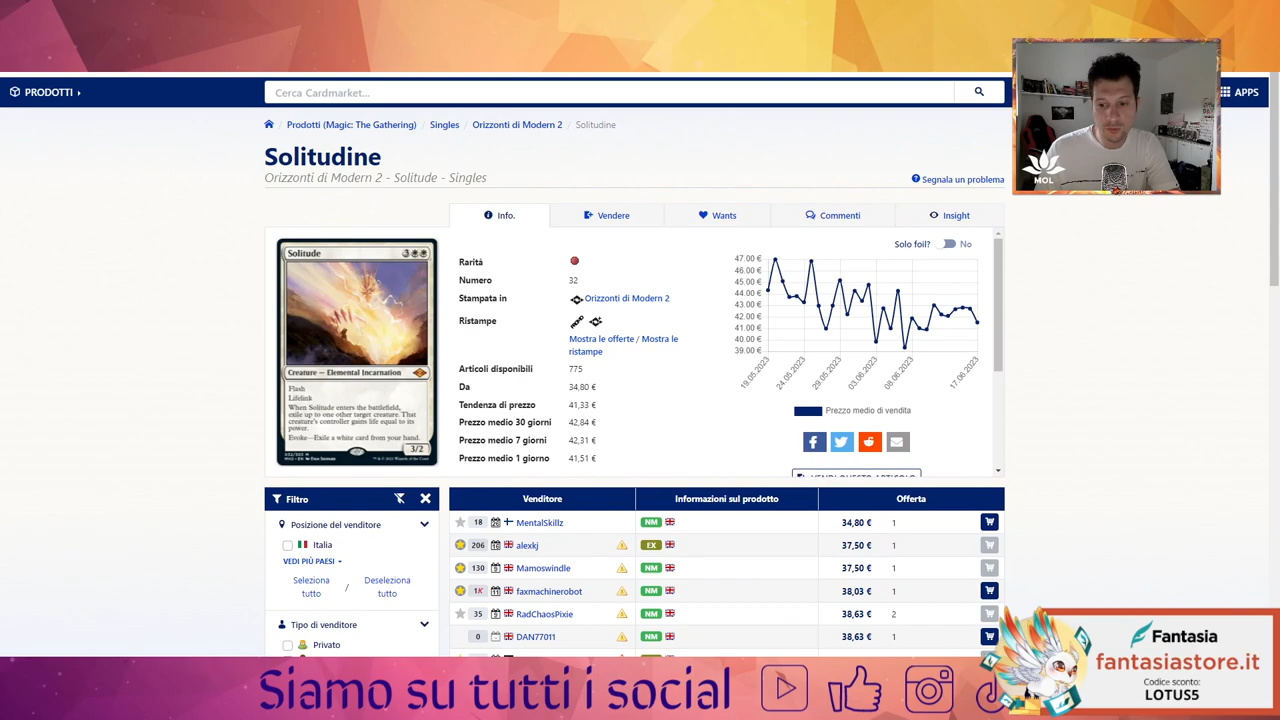 PRODOTTI
Cerca Cardmarket...
APPS
Prodotti (Magic: The Gathering) / Singles / Orizzonti di Modern 2 / Solitudine
Solitudine
Orizzonti di Modern 2 - Solitude - Singles
Segnala un problema
MOL
Info.
Vendere
Wants
Commenti
Insight
Solo foil? No
Solitude 3
Creature — Elemental Incarnation
Flash
Lifelink
When Solitude enters the battlefield,
exile up to one other target creature. That
creature's controller gains life equal to its
power.
Evoke—Exile a white card from your hand.
3/2
Rarità
Numero 32
Stampata in Orizzonti di Modern 2
Ristampe
Mostra le offerte / Mostra le
ristampe
Articoli disponibili 775
Da 34,80 €
Tendenza di prezzo 41,33 €
Prezzo medio 30 giorni 42,84 €
Prezzo medio 7 giorni 42,31 €
Prezzo medio 1 giorno 41,51 €
47.00 €
46.00 €
45.00 €
44.00 €
43.00 €
42.00 €
41.00 €
40.00 €
39.00 €
19.05.2023
24.05.2023
29.05.2023
03.06.2023
08.06.2023
17.06.2023
Prezzo medio di vendita
VENDI QUESTO ARTICOLO
Filtro
Posizione del venditore
Italia
VEDI PIÙ PAESI
Seleziona
tutto
/
Deseleziona
tutto
Tipo di venditore
Privato
Venditore Informazioni sul prodotto Offerta
18 MentalSkillz NM 34,80 € 1
206 alexkj EX 37,50 € 1
130 Mamoswindle NM 37,50 € 1
1K faxmachinerobot NM 38,03 € 1
35 RadChaosPixie NM 38,63 € 2
0 DAN77011 NM 38,63 € 1
Siamo su tutti i social
Fantasia
fantasiastore.it
Codice sconto:
LOTUS5